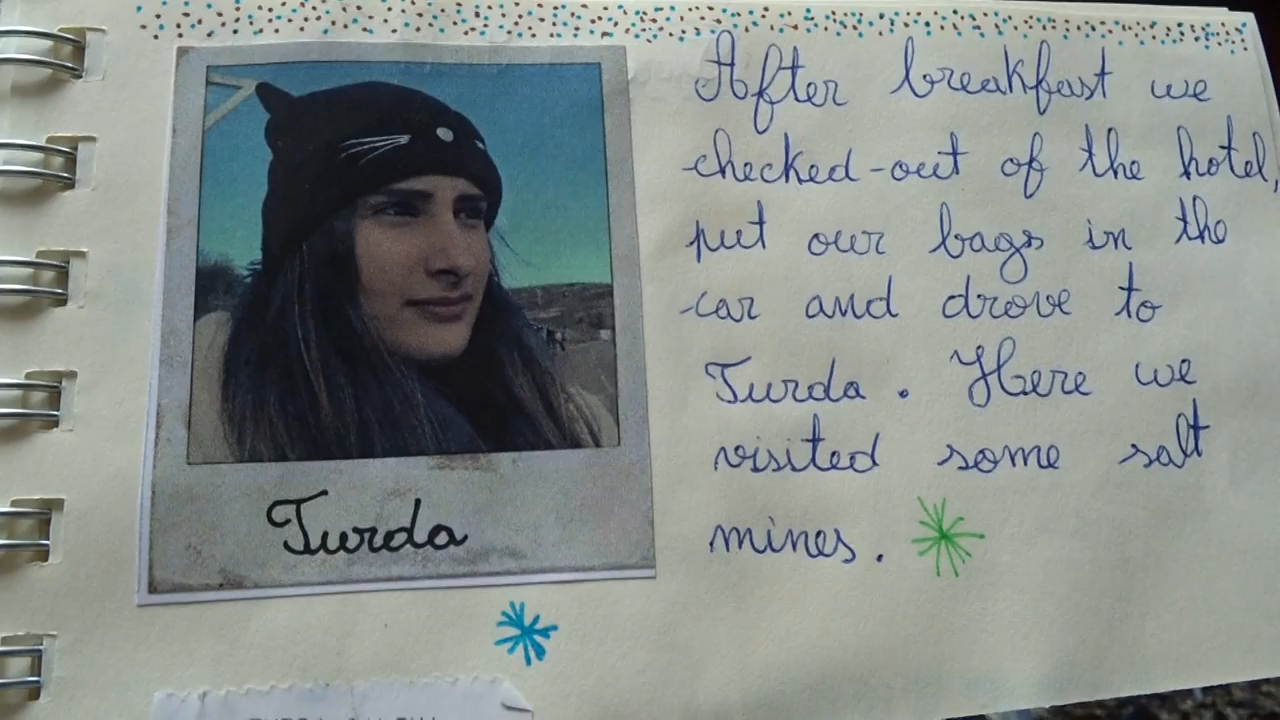 After breakfast we
checked-out of the hotel,
put our bags in the
car and drove to
Turda. Here we
visited some salt
mines.
Turda